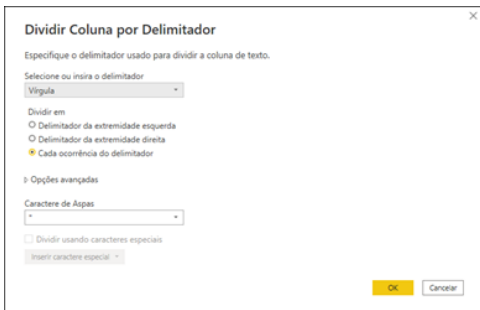 Dividir Coluna por Delimitador
Especifique o delimitador usado para dividir a coluna de texto.
Selecione ou insira o delimitador
Vírgula
Dividir em
Delimitador da extremidade esquerda
Delimitador da extremidade direita
Cada ocorrência do delimitador
Opções avançadas
Caractere de Aspas
"
Dividir usando caracteres especiais
Inserir caractere especial
OK Cancelar